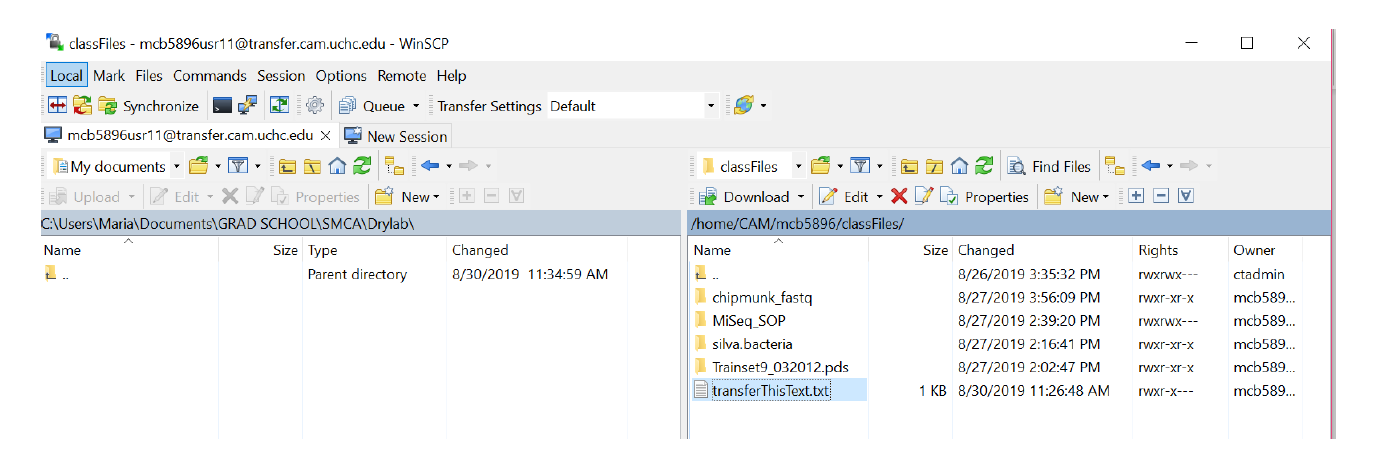 classFiles - mcb5896usr11@transfer.cam.uchc.edu - WinSCP
Local Mark Files Commands Session Options Remote Help
Synchronize Queue Transfer Settings Default
mcb5896usr11@transfer.cam.uchc.edu × New Session
My documents
Upload Edit Properties New
C:\Users\Maria\Documents\GRAD SCHOOL\SMCA\Drylab\
Name Size Type Changed
.. Parent directory 8/30/2019 11:34:59 AM
classFiles Find Files
Download Edit Properties New
/home/CAM/mcb5896/classFiles/
Name Size Changed Rights Owner
.. 8/26/2019 3:35:32 PM rwxrwx--- ctadmin
chipmunk_fastq 8/27/2019 3:56:09 PM rwxr-xr-x mcb589...
MiSeq_SOP 8/27/2019 2:39:20 PM rwxrwx--- mcb589...
silva.bacteria 8/27/2019 2:16:41 PM rwxr-xr-x mcb589...
Trainset9_032012.pds 8/27/2019 2:02:47 PM rwxr-xr-x mcb589...
transferThisText.txt 1 KB 8/30/2019 11:26:48 AM rwxr-x--- mcb589...